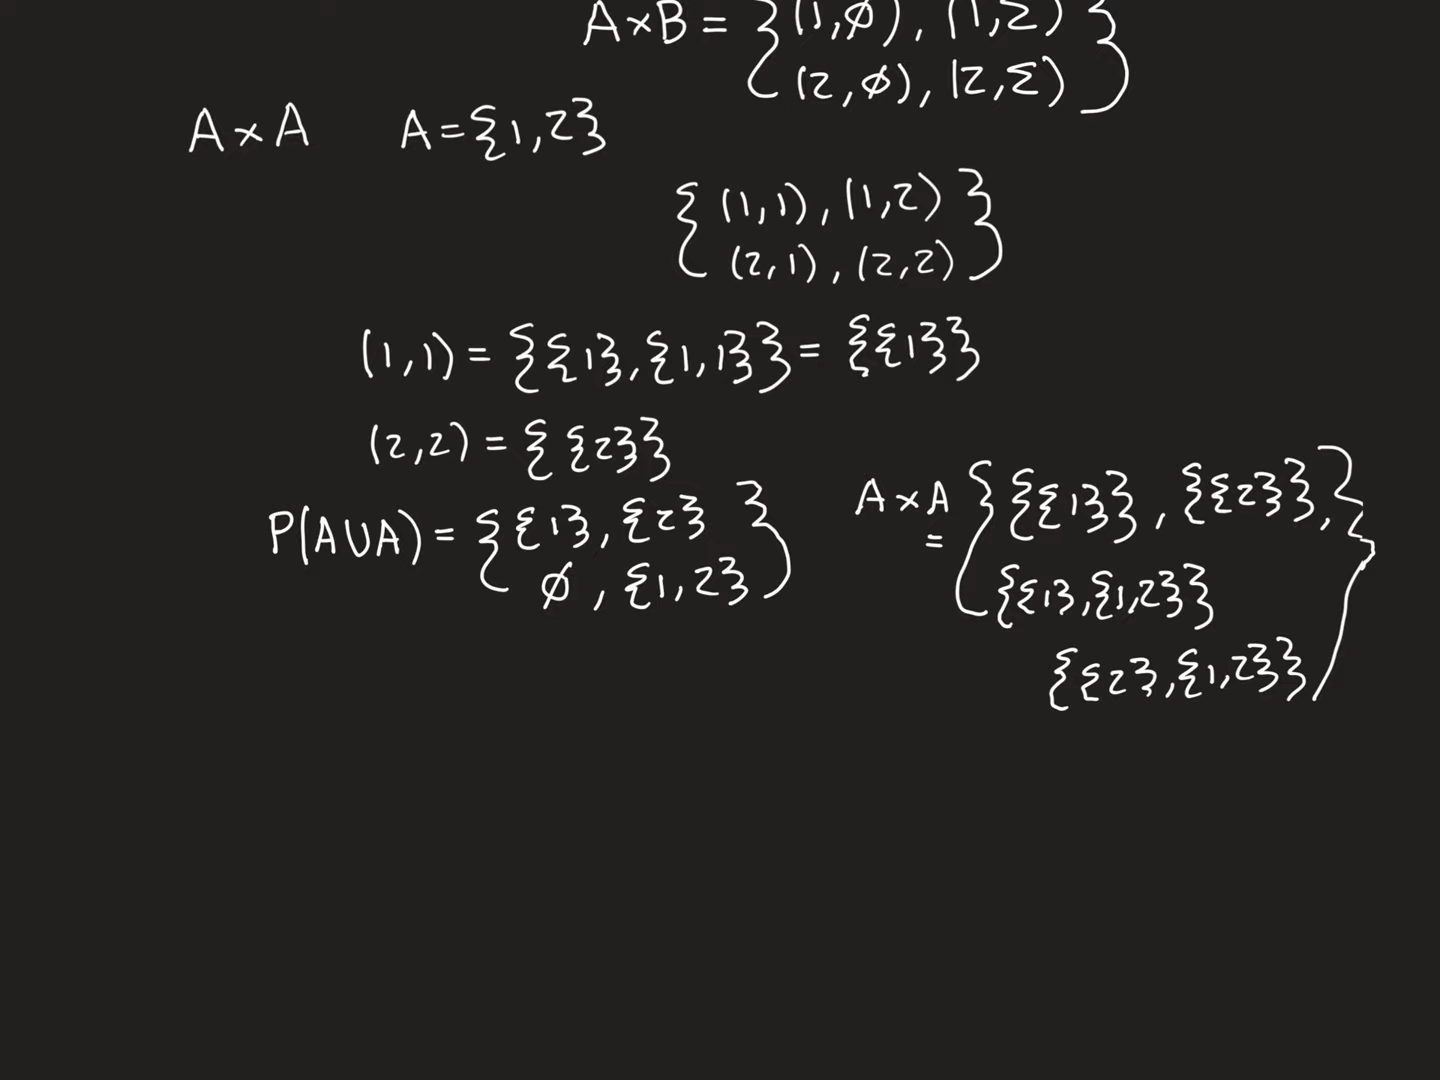 A×B = {(1,∅), (1,Σ)
(2,∅), (2,Σ)}
A×A A={1,2}
{(1,1), (1,2)
(2,1), (2,2)}
(1,1) = {{1},{1,1}} = {{1}}
(2,2) = {{2}}
P(A∪A) = {{1},{2}
∅, {1,2}}
A×A = {{{1}}, {{2}},
{{1},{1,2}}
{{2},{1,2}}}